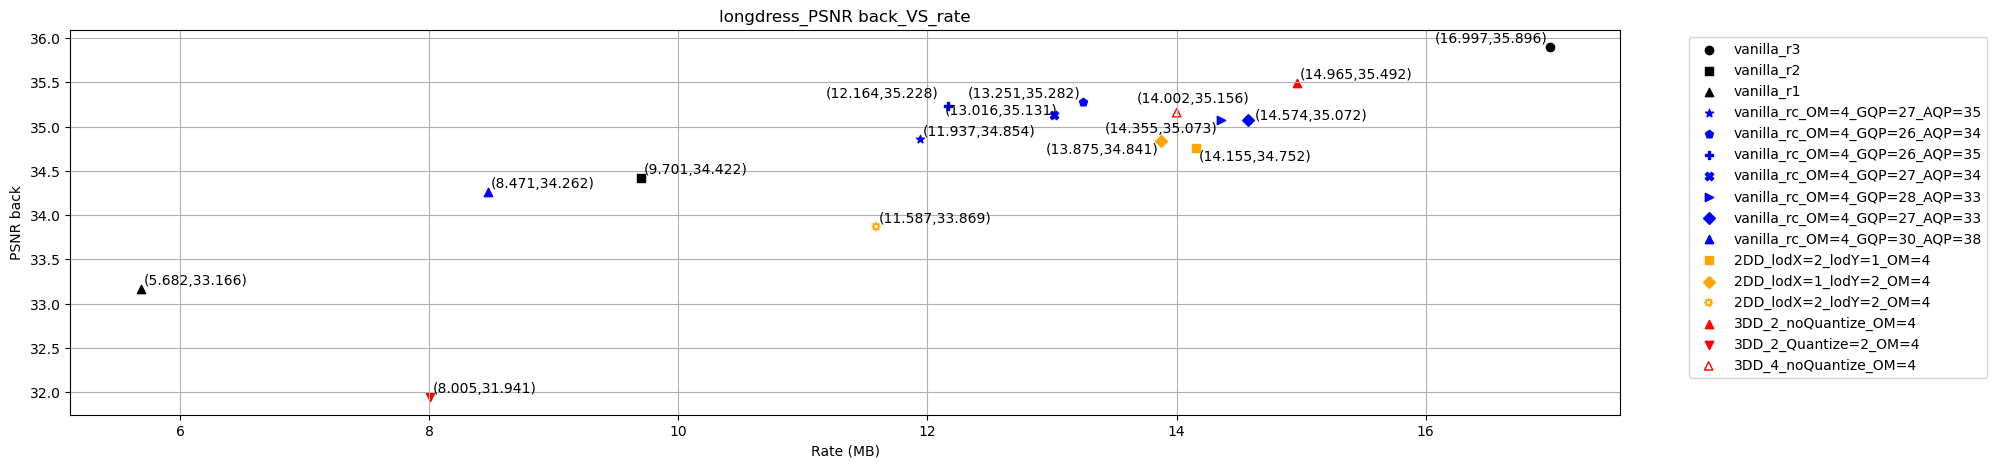 longdress_PSNR back_VS_rate
36.0
35.5
35.0
34.5
34.0
33.5
33.0
32.5
32.0
PSNR back
(16.997,35.896)
(14.965,35.492)
(12.164,35.228)
(13.251,35.282)
(14.002,35.156)
(13.016,35.131)
(14.574,35.072)
(14.355,35.073)
(11.937,34.854)
(13.875,34.841)
(14.155,34.752)
(9.701,34.422)
(8.471,34.262)
(11.587,33.869)
(5.682,33.166)
(8.005,31.941)
6
8
10
12
14
16
Rate (MB)
vanilla_r3
vanilla_r2
vanilla_r1
vanilla_rc_OM=4_GQP=27_AQP=35
vanilla_rc_OM=4_GQP=26_AQP=34
vanilla_rc_OM=4_GQP=26_AQP=35
vanilla_rc_OM=4_GQP=27_AQP=34
vanilla_rc_OM=4_GQP=28_AQP=33
vanilla_rc_OM=4_GQP=27_AQP=33
vanilla_rc_OM=4_GQP=30_AQP=38
2DD_lodX=2_lodY=1_OM=4
2DD_lodX=1_lodY=2_OM=4
2DD_lodX=2_lodY=2_OM=4
3DD_2_noQuantize_OM=4
3DD_2_Quantize=2_OM=4
3DD_4_noQuantize_OM=4